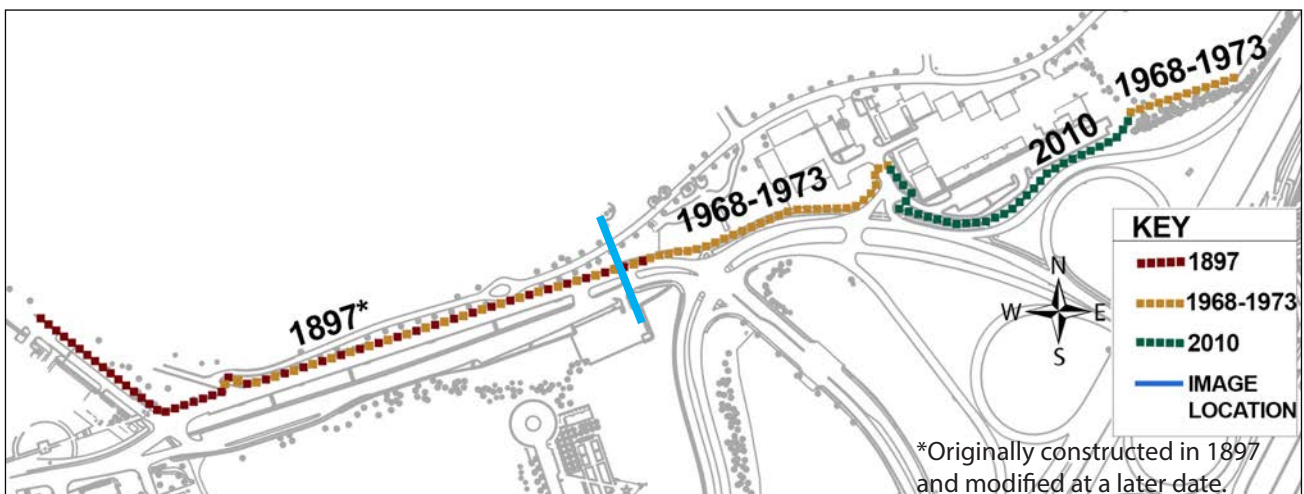 1968-1973
2010
1968-1973
1897*
KEY
1897
1968-1973
2010
IMAGE
LOCATION
N
W E
S
*Originally constructed in 1897
and modified at a later date.